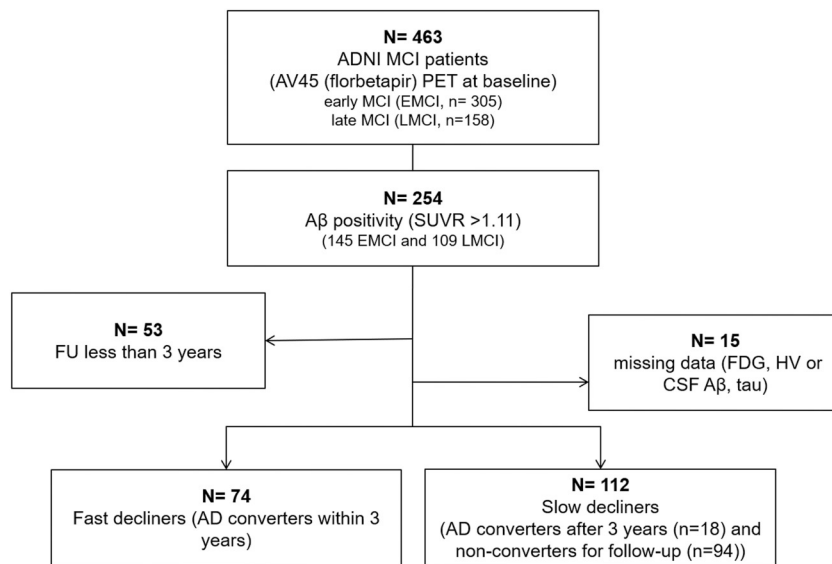 N= 463
ADNI MCI patients
(AV45 (florbetapir) PET at baseline)
early MCI (EMCI, n= 305)
late MCI (LMCI, n=158)
N= 254
Aβ positivity (SUVR >1.11)
(145 EMCI and 109 LMCI)
N= 53
FU less than 3 years
N= 15
missing data (FDG, HV or
CSF Aβ, tau)
N= 74
Fast decliners (AD converters within 3
years)
N= 112
Slow decliners
(AD converters after 3 years (n=18) and
non-converters for follow-up (n=94))